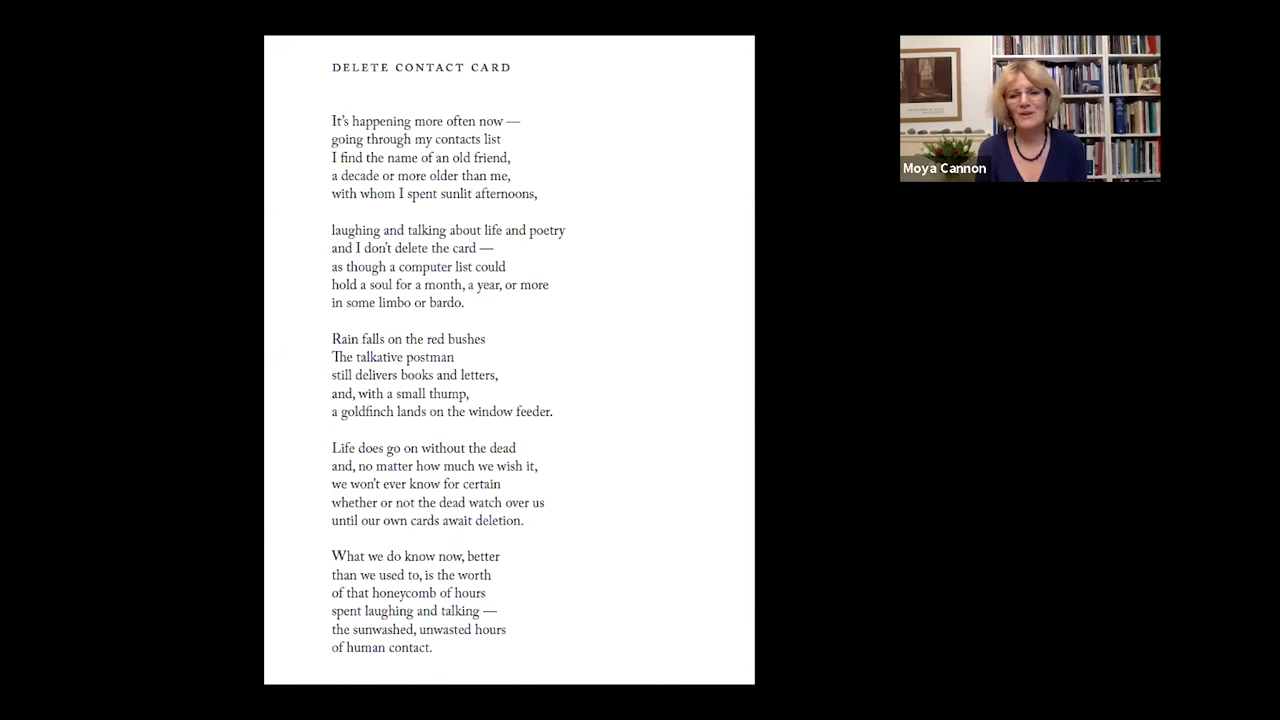 DELETE CONTACT CARD
It's happening more often now —
going through my contacts list
I find the name of an old friend,
a decade or more older than me,
with whom I spent sunlit afternoons,
laughing and talking about life and poetry
and I don't delete the card —
as though a computer list could
hold a soul for a month, a year, or more
in some limbo or bardo.
Rain falls on the red bushes
The talkative postman
still delivers books and letters,
and, with a small thump,
a goldfinch lands on the window feeder.
Life does go on without the dead
and, no matter how much we wish it,
we won't ever know for certain
whether or not the dead watch over us
until our own cards await deletion.
What we do know now, better
than we used to, is the worth
of that honeycomb of hours
spent laughing and talking —
the sunwashed, unwasted hours
of human contact.
Moya Cannon